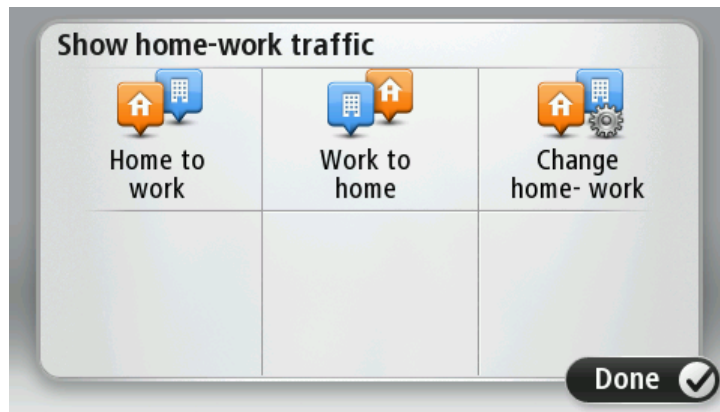 Show home-work traffic
Home to
work
Work to
home
Change
home- work
Done